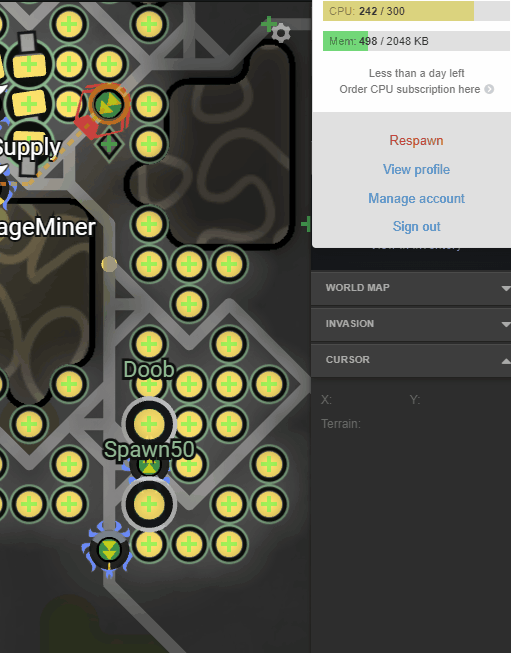 CPU: 242 / 300
Mem: 498 / 2048 KB
Less than a day left
Order CPU subscription here
Respawn
View profile
Manage account
Sign out
Supply
ageMiner
WORLD MAP
INVASION
CURSOR
Doob
X: Y:
Terrain:
Spawn50